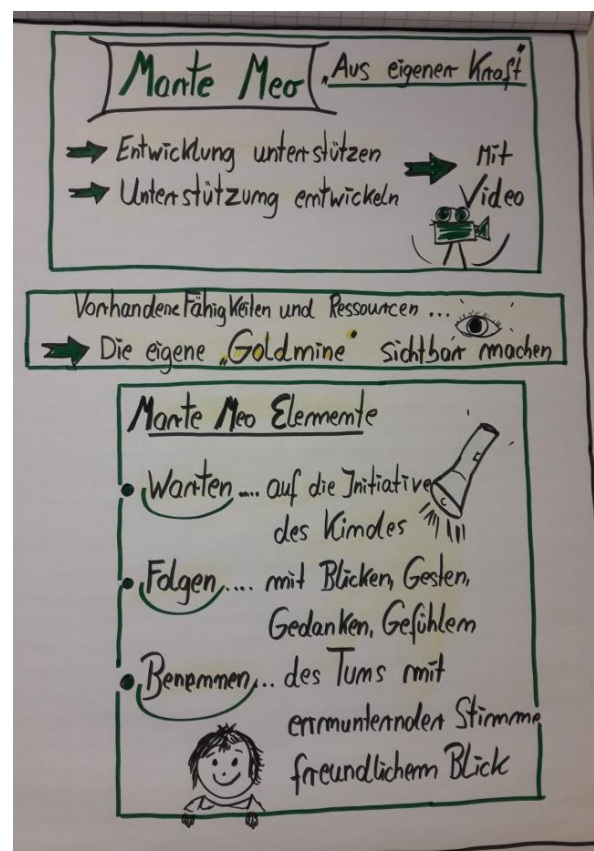 Marte Meo „Aus eigener Kraft"
Entwicklung unterstützen
Unterstützung entwickeln
Mit
Video
Vorhandene Fähigkeiten und Ressourcen ...
Die eigene „Goldmine" sichtbar machen
Marte Meo Elemente
Warten .... auf die Initiative
des Kindes
Folgen .... mit Blicken, Gesten,
Gedanken, Gefühlen
Benennen... des Tuns mit
ermunternder Stimme,
freundlichem Blick